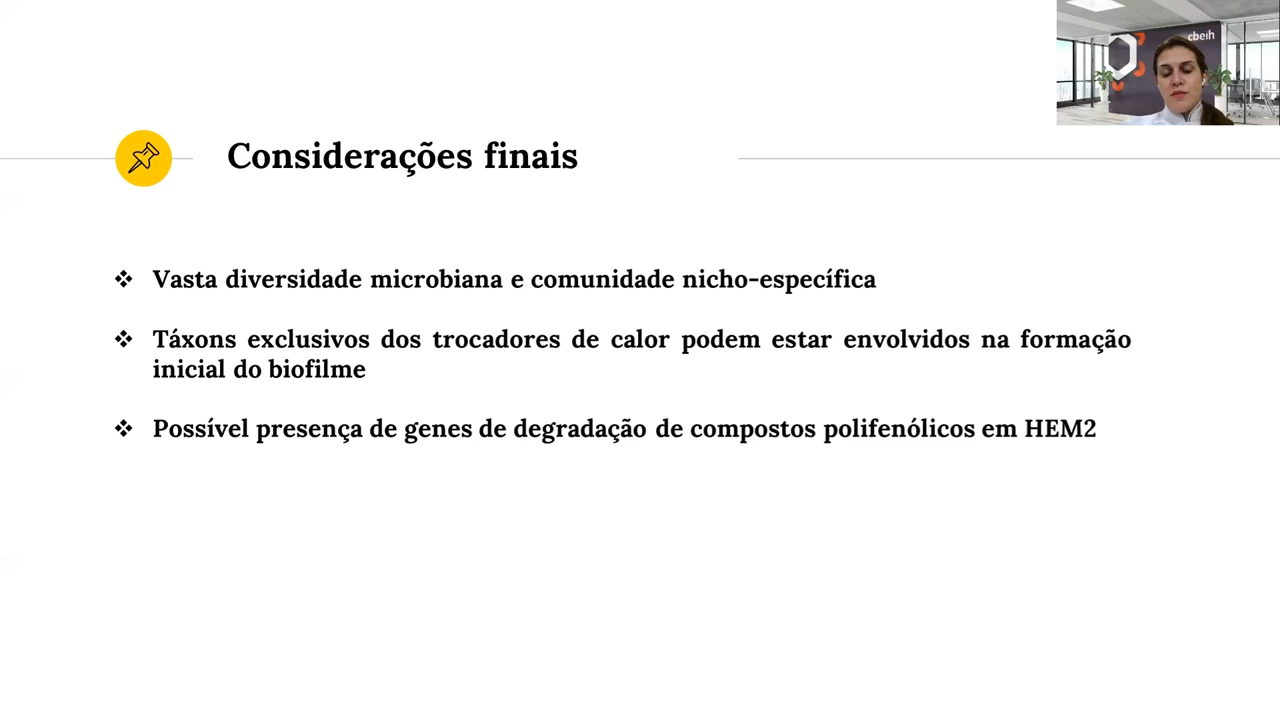 cbeih
Considerações finais
Vasta diversidade microbiana e comunidade nicho-específica
Táxons exclusivos dos trocadores de calor podem estar envolvidos na formação
inicial do biofilme
Possível presença de genes de degradação de compostos polifenólicos em HEM2